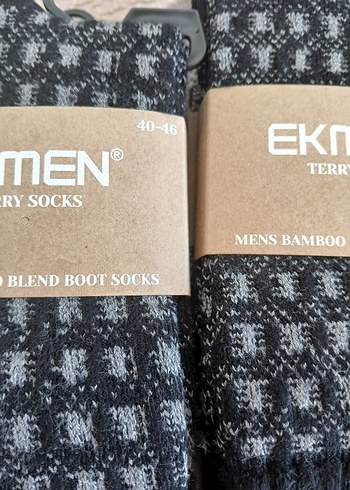 40-46
MEN®
RRY SOCKS
BLEND BOOT SOCKS
EKM
TERRY
MENS BAMBOO